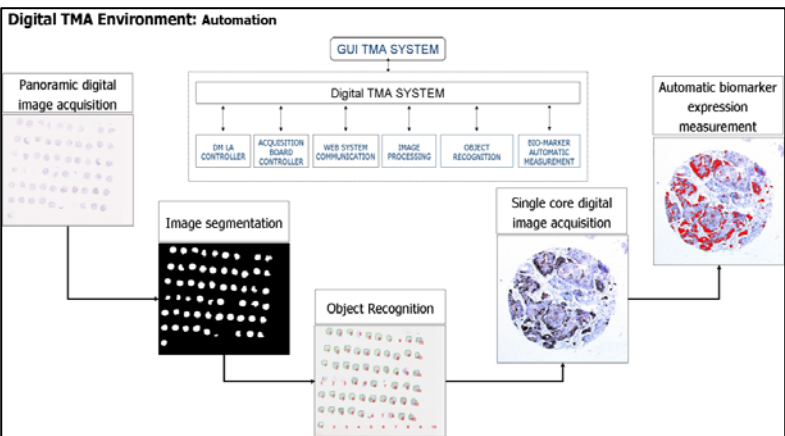 Digital TMA Environment: Automation
GUI TMA SYSTEM
Digital TMA SYSTEM
DM LA
CONTROLLER
ACQUISITION
BOARD
CONTROLLER
WEB SYSTEM
COMMUNICATION
IMAGE
PROCESSING
OBJECT
RECOGNITION
BIO-MARKER
AUTOMATIC
MEASUREMENT
Panoramic digital
image acquisition
Image segmentation
Object Recognition
Single core digital
image acquisition
Automatic biomarker
expression
measurement